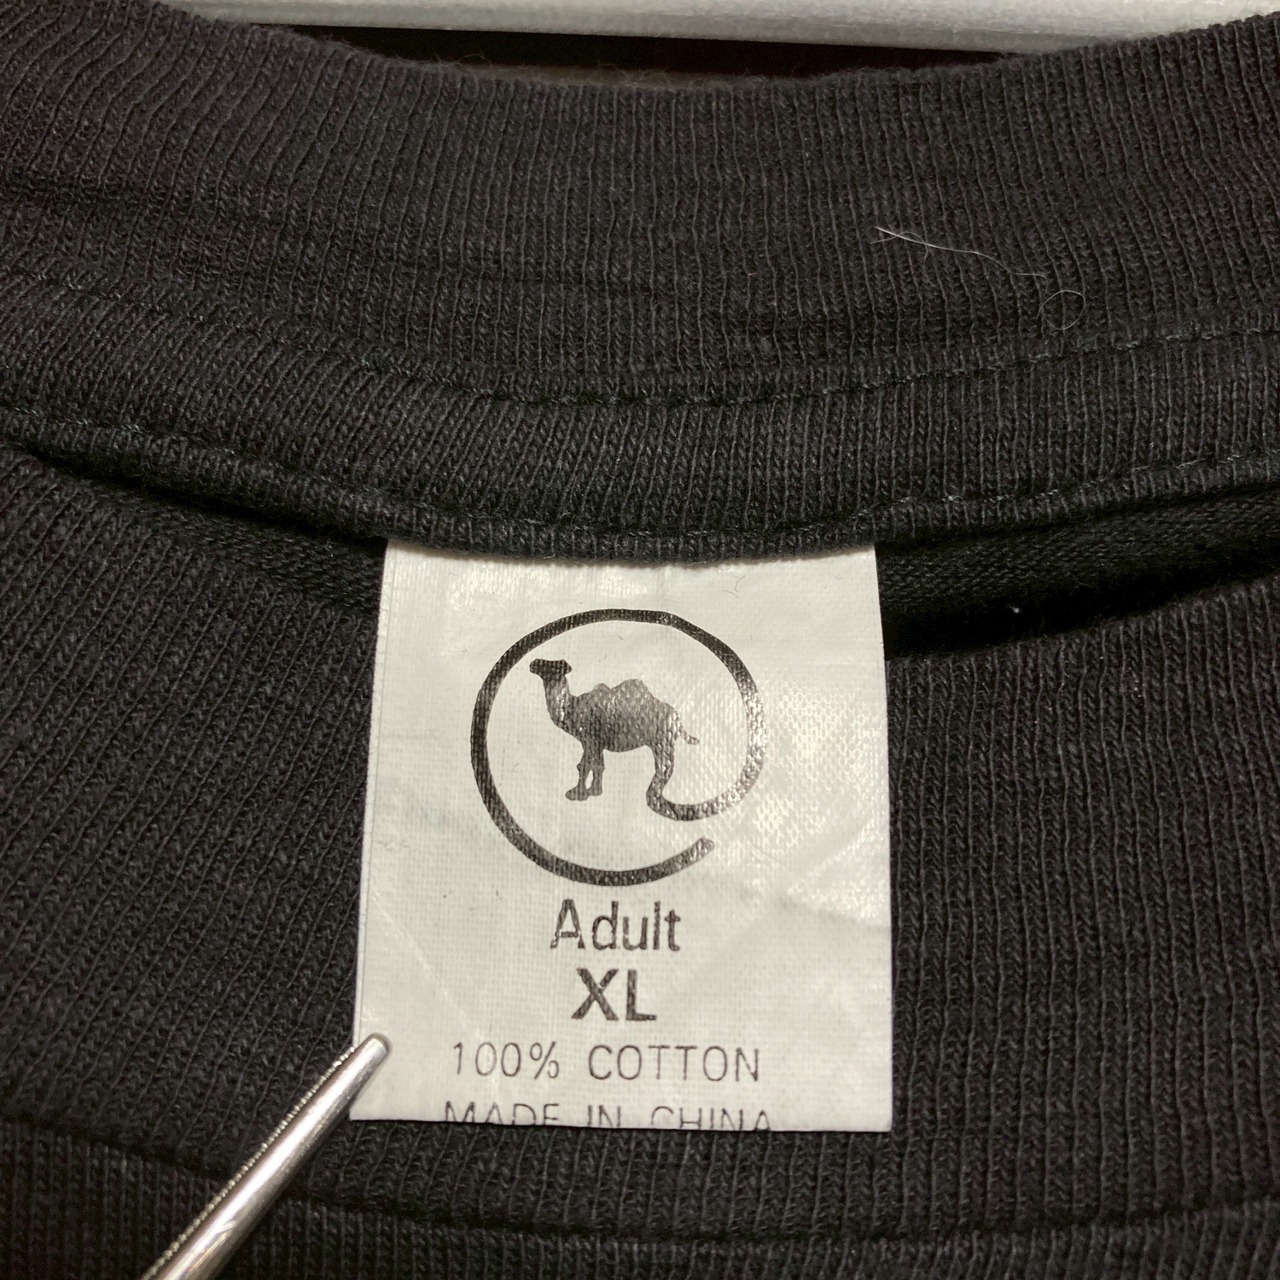 Adult
XL
100% COTTON
MADE IN CHINA